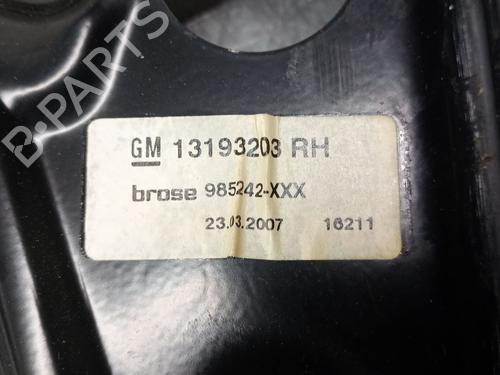 B-PARTS
GM 13193203 RH
brose 985242-XXX
23.03.2007 16211